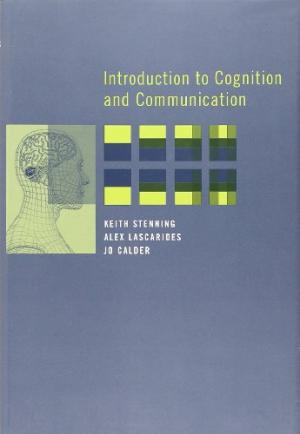 Introduction to Cognition
and Communication
KEITH STENNING
ALEX LASCARIDES
JO CALDER